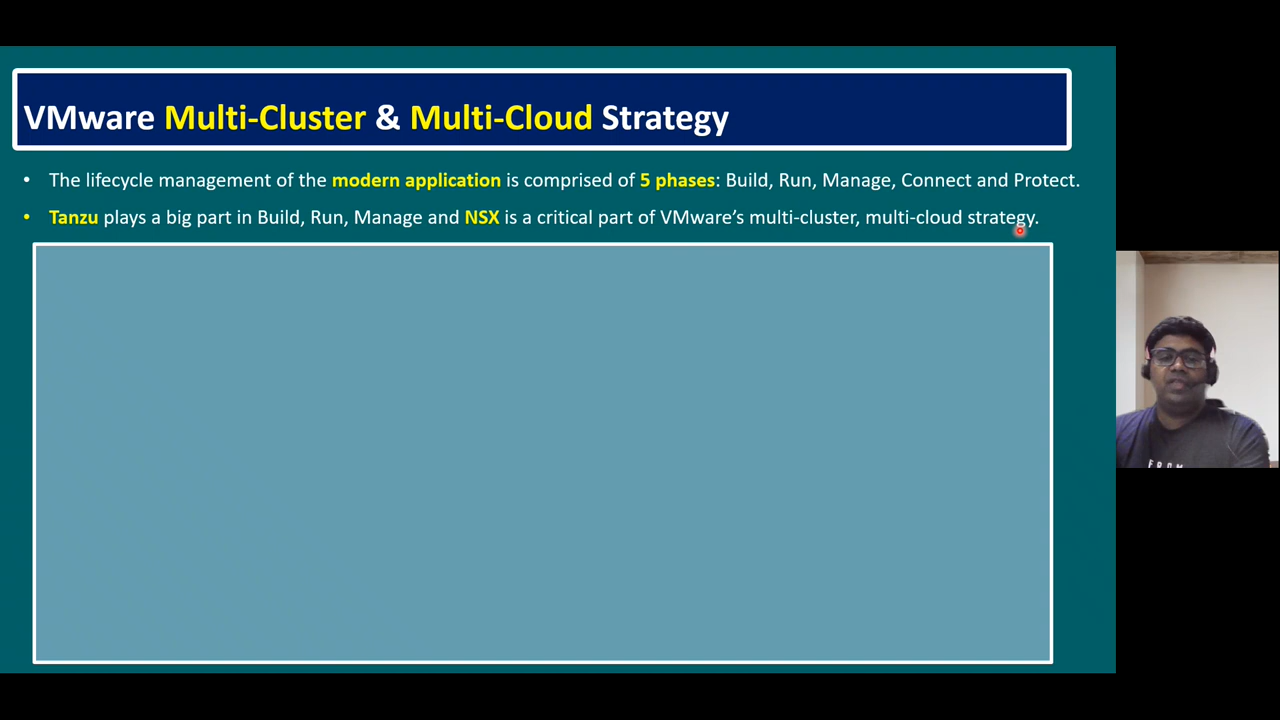 VMware Multi-Cluster & Multi-Cloud Strategy
• The lifecycle management of the modern application is comprised of 5 phases: Build, Run, Manage, Connect and Protect.
• Tanzu plays a big part in Build, Run, Manage and NSX is a critical part of VMware’s multi-cluster, multi-cloud strategy.
FROM